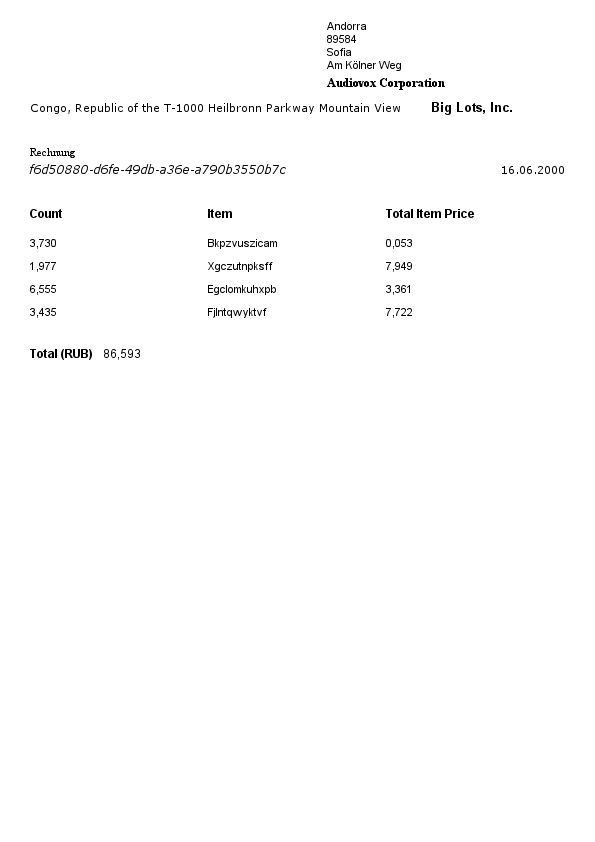 Andorra
89584
Sofia
Am Kölner Weg
Audiovox Corporation
Congo, Republic of the T-1000 Heilbronn Parkway Mountain View Big Lots, Inc.
Rechnung
f6d50880-d6fe-49db-a36e-a790b3550b7c 16.06.2000
Count Item Total Item Price
3,730 Bkpzvuszicam 0,053
1,977 Xgczutnpksff 7,949
6,555 Egclomkuhxpb 3,361
3,435 Fjlntqwyktvf 7,722
Total (RUB) 86,593